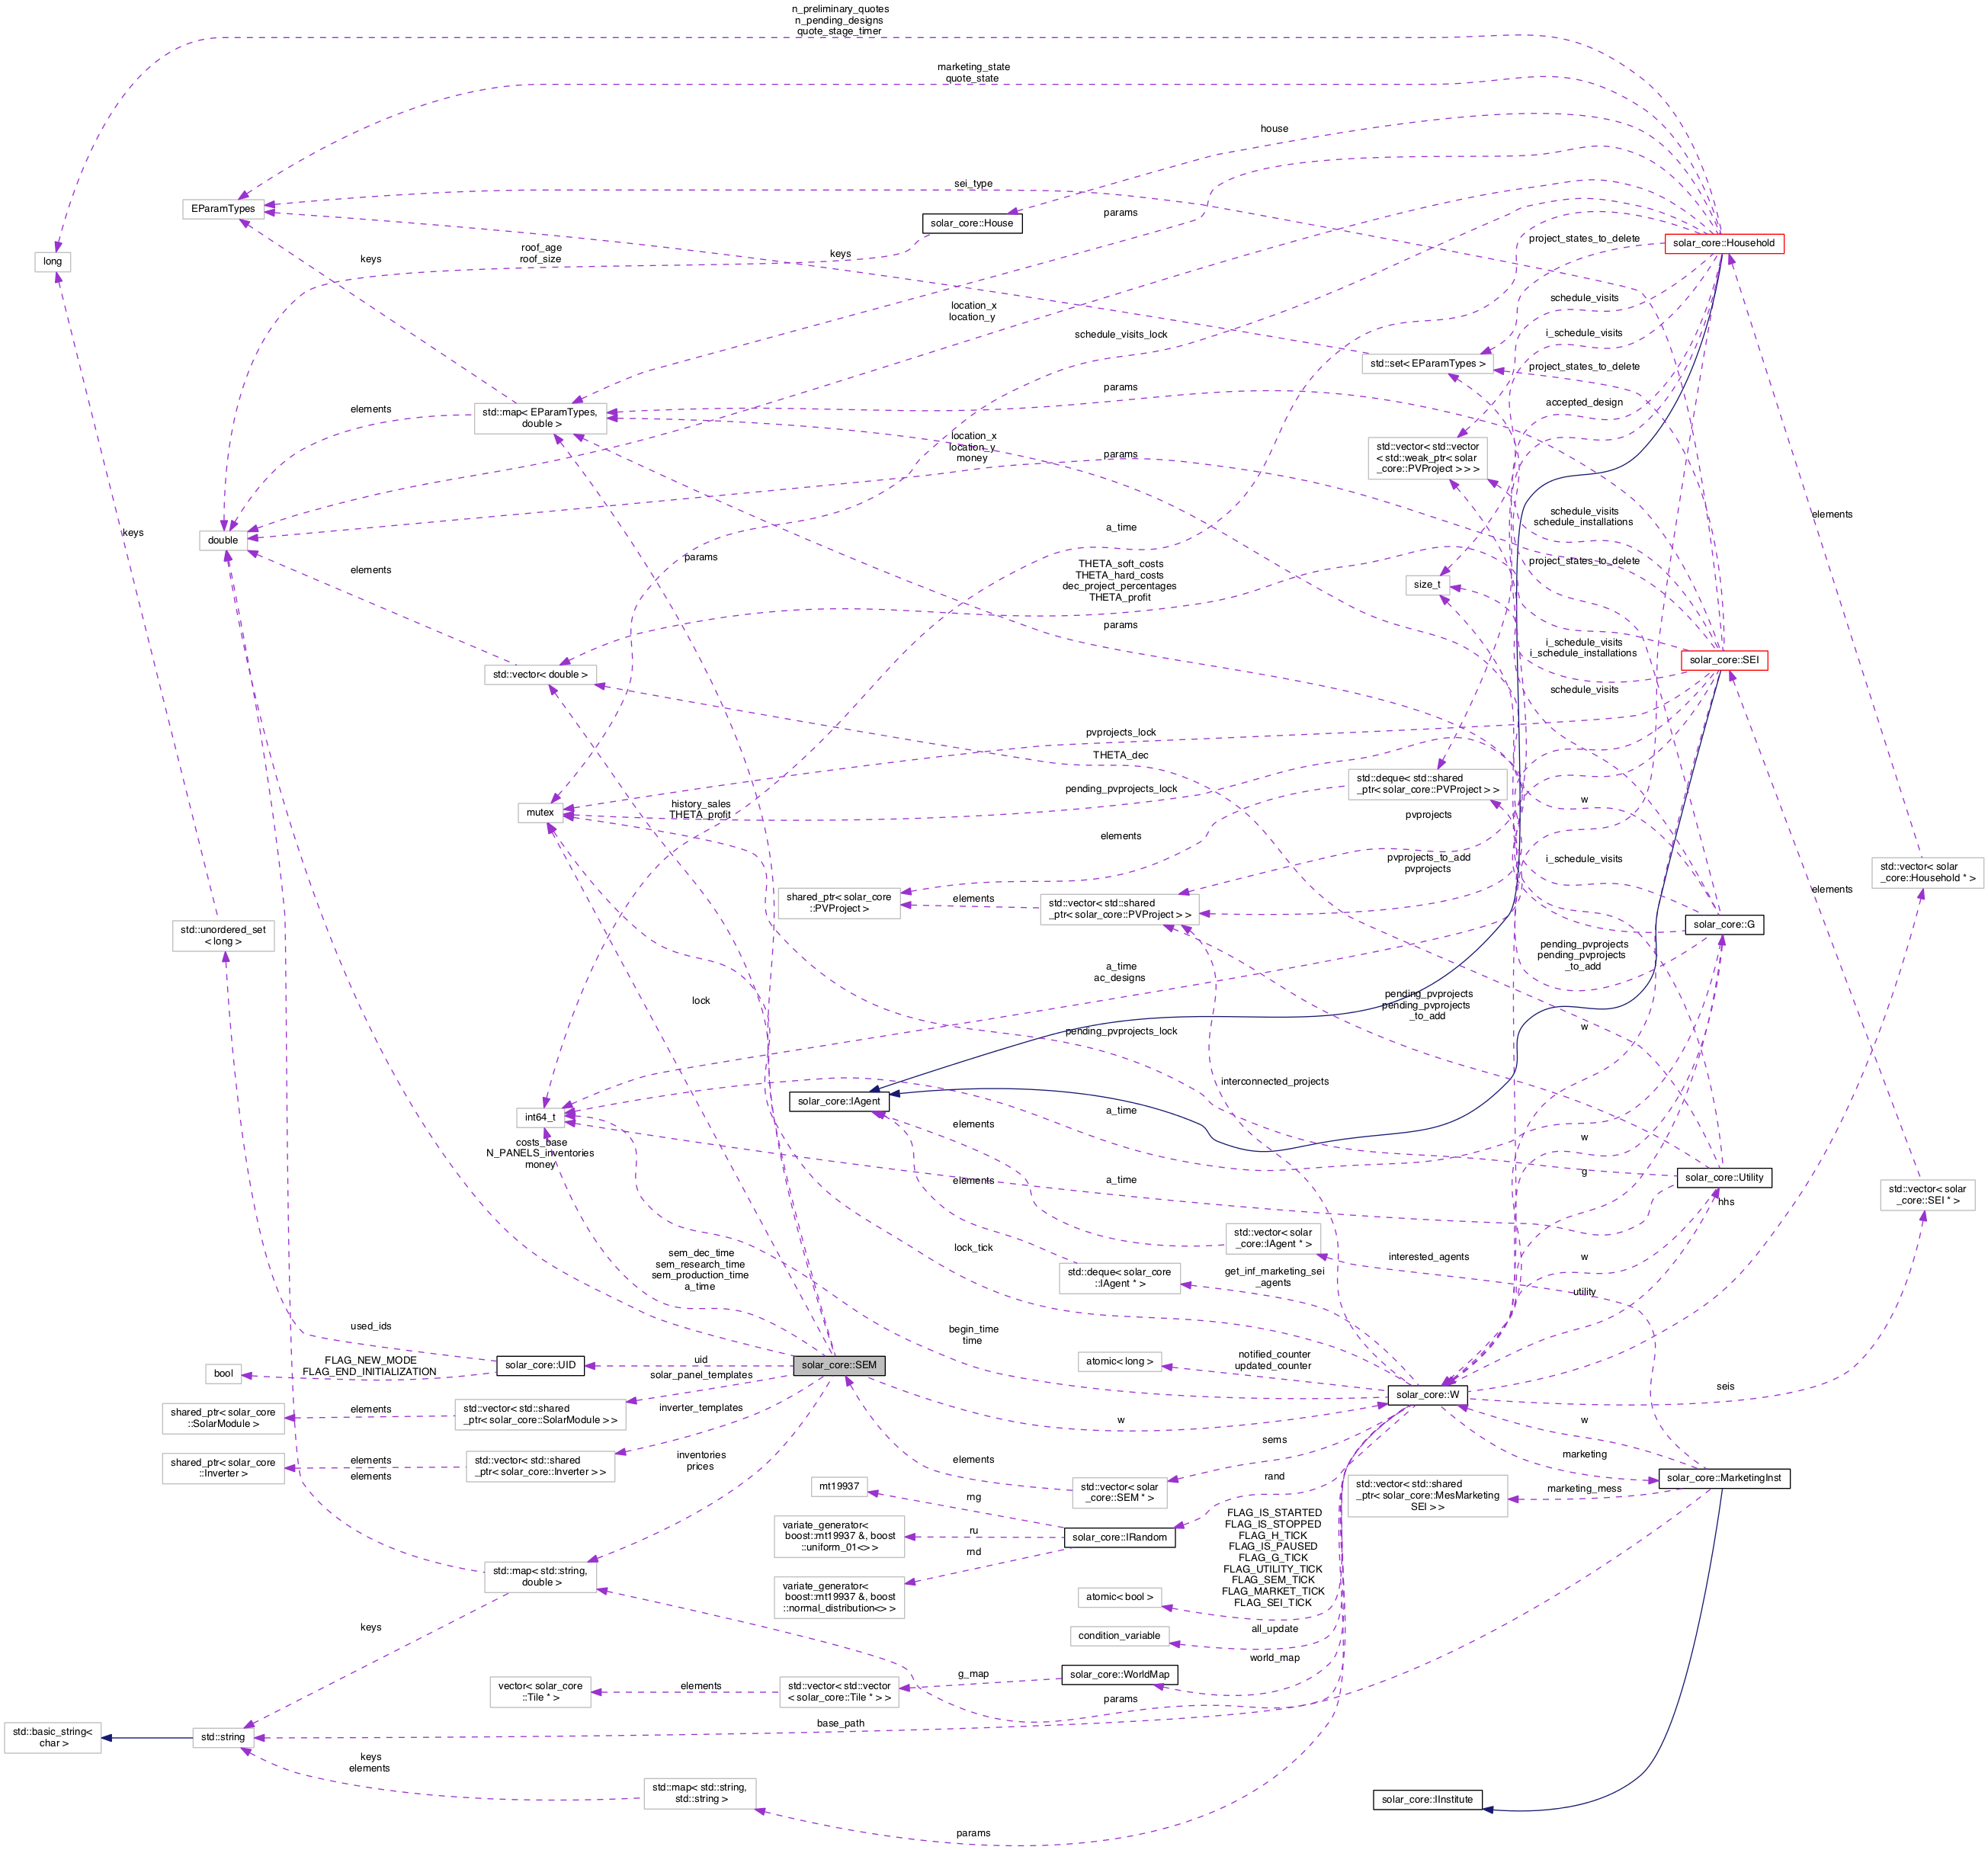 n_preliminary_quotes
n_pending_designs
quote_stage_timer
marketing_state
quote_state
house
sei_type
EParamTypes
solar_core::House
params
project_states_to_delete
solar_core::Household
long
roof_age
roof_size
keys
keys
location_x
location_y
schedule_visits
schedule_visits_lock
i_schedule_visits
std::set< EParamTypes >
project_states_to_delete
params
accepted_design
elements
std::map< EParamTypes,
double >
location_x
location_y
money
params
std::vector< std::vector
< std::weak_ptr< solar
_core::PVProject > > >
schedule_visits
schedule_installations
elements
keys
double
a_time
params
elements
THETA_soft_costs
THETA_hard_costs
dec_project_percentages
THETA_profit
project_states_to_delete
size_t
params
i_schedule_visits
i_schedule_installations
solar_core::SEI
std::vector< double >
schedule_visits
pvprojects_lock
THETA_dec
pending_pvprojects_lock
std::deque< std::shared
_ptr< solar_core::PVProject > >
mutex
history_sales
THETA_profit
w
pvprojects
elements
pvprojects_to_add
pvprojects
i_schedule_visits
std::vector< solar
_core::Household * >
elements
shared_ptr< solar_core
::PVProject >
elements
std::vector< std::shared
_ptr< solar_core::PVProject > >
solar_core::G
std::unordered_set
< long >
pending_pvprojects
pending_pvprojects
_to_add
a_time
ac_designs
lock
pending_pvprojects
pending_pvprojects
_to_add
w
pending_pvprojects_lock
interconnected_projects
solar_core::IAgent
int64_t
a_time
elements
w
costs_base
N_PANELS_inventories
money
elements
a_time
g
solar_core::Utility
hhs
std::vector< solar
_core::SEI * >
std::vector< solar
_core::IAgent * >
lock_tick
interested_agents
w
sem_dec_time
sem_research_time
sem_production_time
a_time
std::deque< solar_core
::IAgent * >
get_inf_marketing_sei
_agents
utility
used_ids
begin_time
time
solar_core::UID
uid
solar_core::SEM
atomic< long >
notified_counter
updated_counter
bool
FLAG_NEW_MODE
FLAG_END_INITIALIZATION
solar_panel_templates
solar_core::W
seis
shared_ptr< solar_core
::SolarModule >
elements
std::vector< std::shared
_ptr< solar_core::SolarModule > >
inverter_templates
w
w
sems
marketing
shared_ptr< solar_core
::Inverter >
elements
elements
std::vector< std::shared
_ptr< solar_core::Inverter > >
inventories
prices
elements
std::vector< solar
_core::SEM * >
rand
std::vector< std::shared
_ptr< solar_core::MesMarketing
SEI > >
marketing_mess
solar_core::MarketingInst
mt19937
rng
variate_generator<
boost::mt19937 &, boost
::uniform_01<> >
ru
solar_core::IRandom
rnd
FLAG_IS_STARTED
FLAG_IS_STOPPED
FLAG_H_TICK
FLAG_IS_PAUSED
FLAG_G_TICK
FLAG_UTILITY_TICK
FLAG_SEM_TICK
FLAG_MARKET_TICK
FLAG_SEI_TICK
std::map< std::string,
double >
variate_generator<
boost::mt19937 &, boost
::normal_distribution<> >
atomic< bool >
keys
condition_variable
all_update
world_map
vector< solar_core
::Tile * >
elements
std::vector< std::vector
< solar_core::Tile * > >
g_map
solar_core::WorldMap
params
base_path
std::basic_string<
char >
std::string
keys
elements
std::map< std::string,
std::string >
solar_core::IInstitute
params